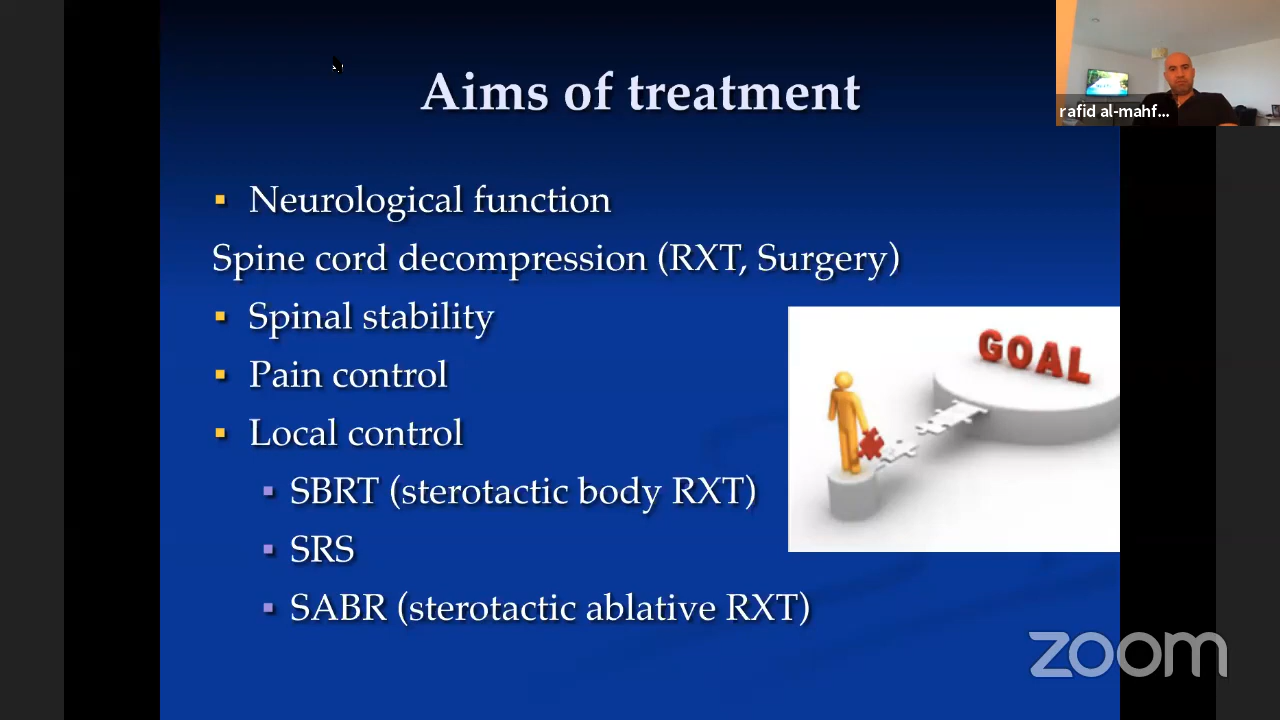 Aims of treatment
rafid al-mahf...
▪ Neurological function
Spine cord decompression (RXT, Surgery)
▪ Spinal stability
▪ Pain control
▪ Local control
▪ SBRT (sterotactic body RXT)
▪ SRS
▪ SABR (sterotactic ablative RXT)
GOAL
zoom